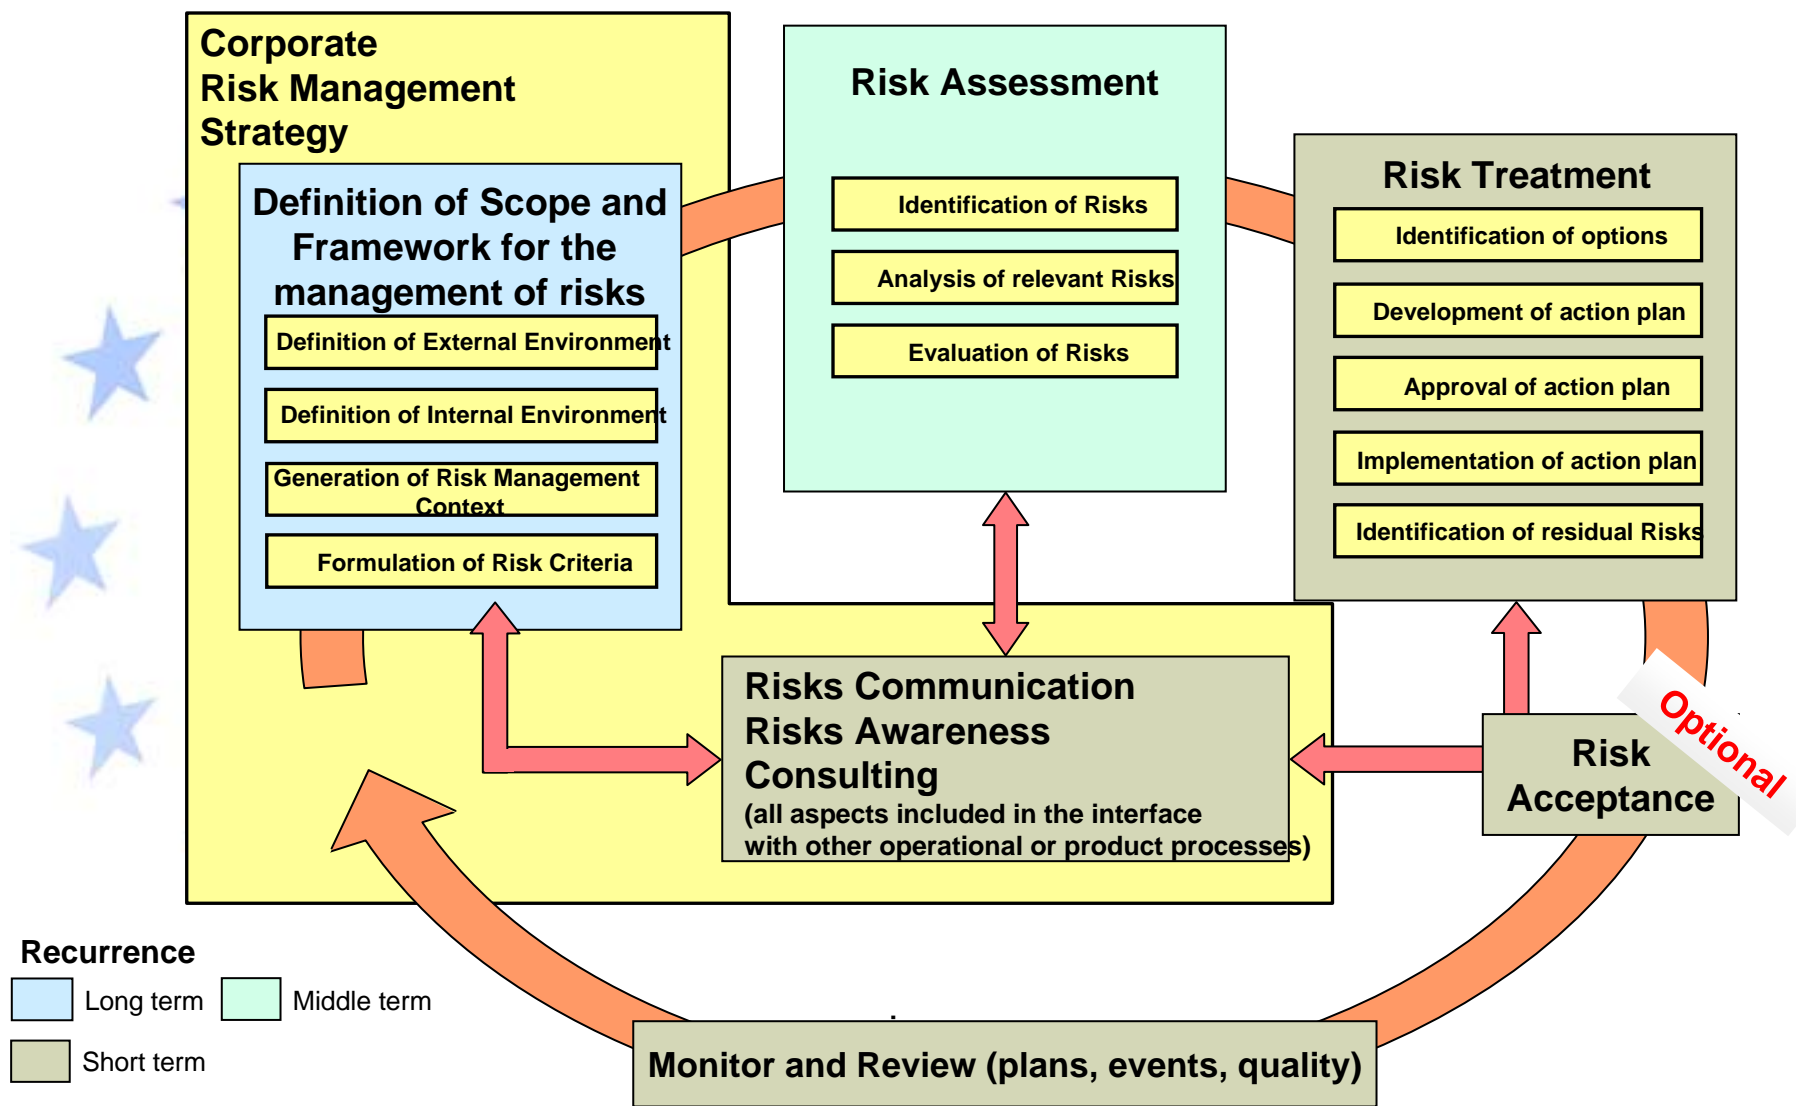 Corporate
Risk Management
Strategy
Definition of Scope and
Framework for the
management of risks
Definition of External Environment
Definition of Internal Environment
Generation of Risk Management
Context
Formulation of Risk Criteria
Risk Assessment
Identification of Risks
Analysis of relevant Risks
Evaluation of Risks
Risk Treatment
Identification of options
Development of action plan
Approval of action plan
Implementation of action plan
Identification of residual Risks
Risks Communication
Risks Awareness
Consulting
(all aspects included in the interface
with other operational or product processes)
Optional
Risk
Acceptance
Recurrence
Long term
Middle term
Short term
Monitor and Review (plans, events, quality)